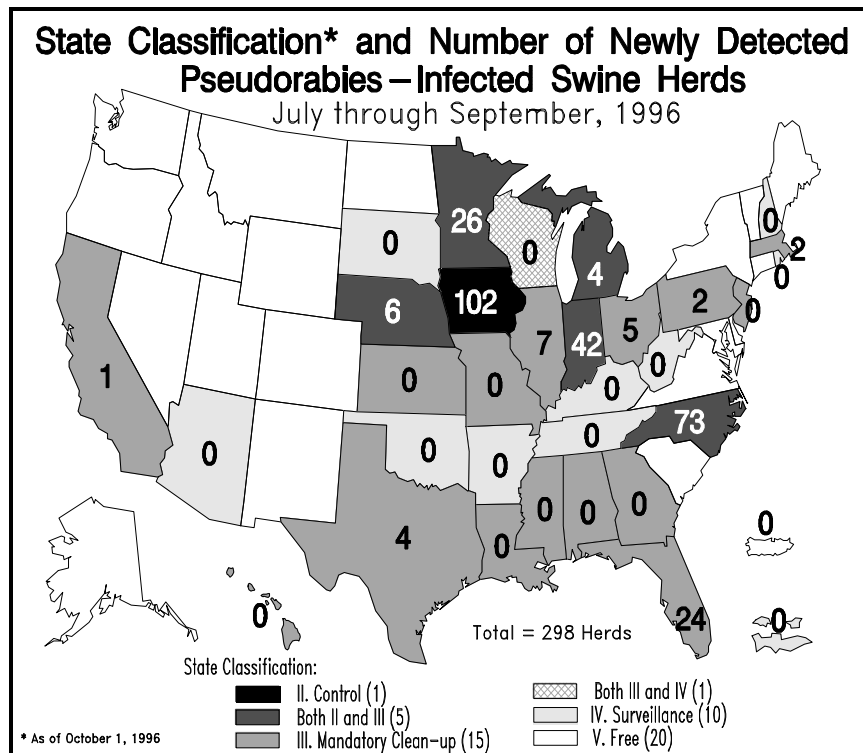 State Classification* and Number of Newly Detected
Pseudorabies–Infected Swine Herds
July through September, 1996
26
0
0
0
2
0
4
6
102
2
0
7
42
5
1
0
0
0
0
73
0
0
0
0
0
0
0
4
0
0
0
24
0
Total = 298 Herds
State Classification:
II. Control (1)
Both II and III (5)
III. Mandatory Clean-up (15)
Both III and IV (1)
IV. Surveillance (10)
V. Free (20)
* As of October 1, 1996